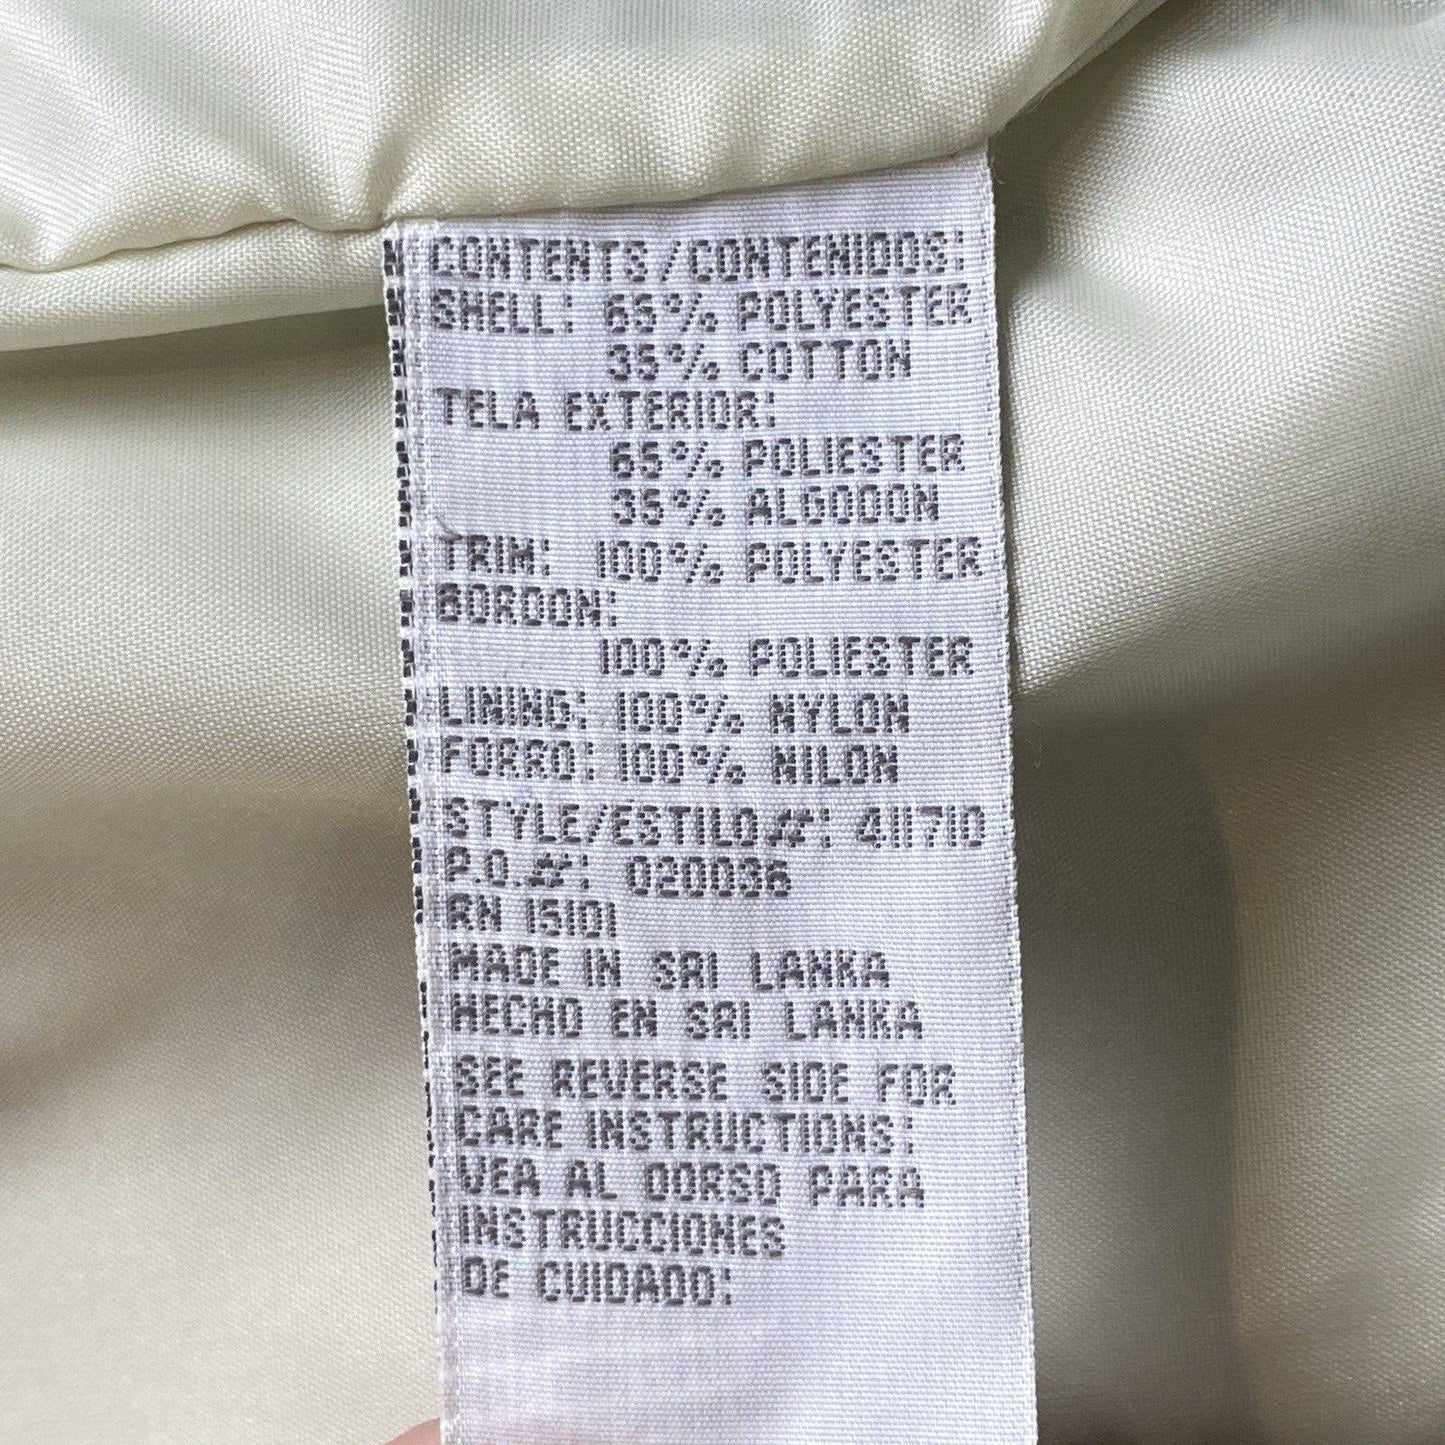 CONTENTS/CONTENIDOS:
SHELL: 65% POLYESTER
35% COTTON
TELA EXTERIOR:
65% POLIESTER
35% ALGODON
TRIM: 100% POLYESTER
BORDON:
100% POLIESTER
LINING: 100% NYLON
FORRO: 100% NILON
STYLE/ESTILO#: 411710
P.O.#: 020036
RN 15101
MADE IN SRI LANKA
HECHO EN SRI LANKA
SEE REVERSE SIDE FOR
CARE INSTRUCTIONS:
VEA AL DORSO PARA
INSTRUCCIONES
DE CUIDADO: